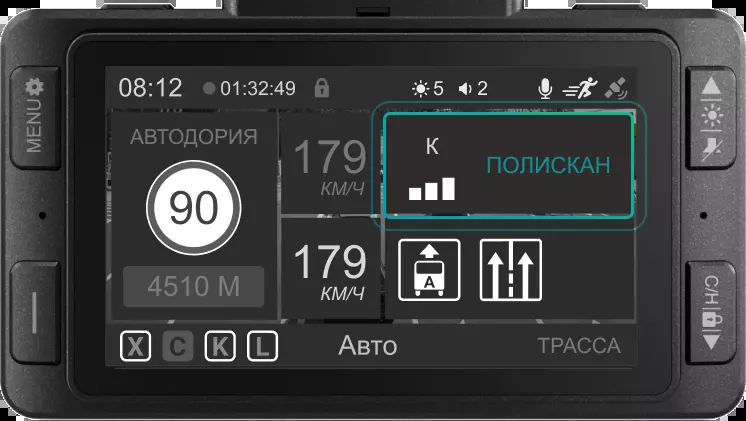 MENU
08:12 01:32:49 5 2
АВТОДОРИЯ
90
4510 М
179
КМ/Ч
179
КМ/Ч
К
ПОЛИСКАН
А
X C K L
Авто
ТРАССА
С/Н